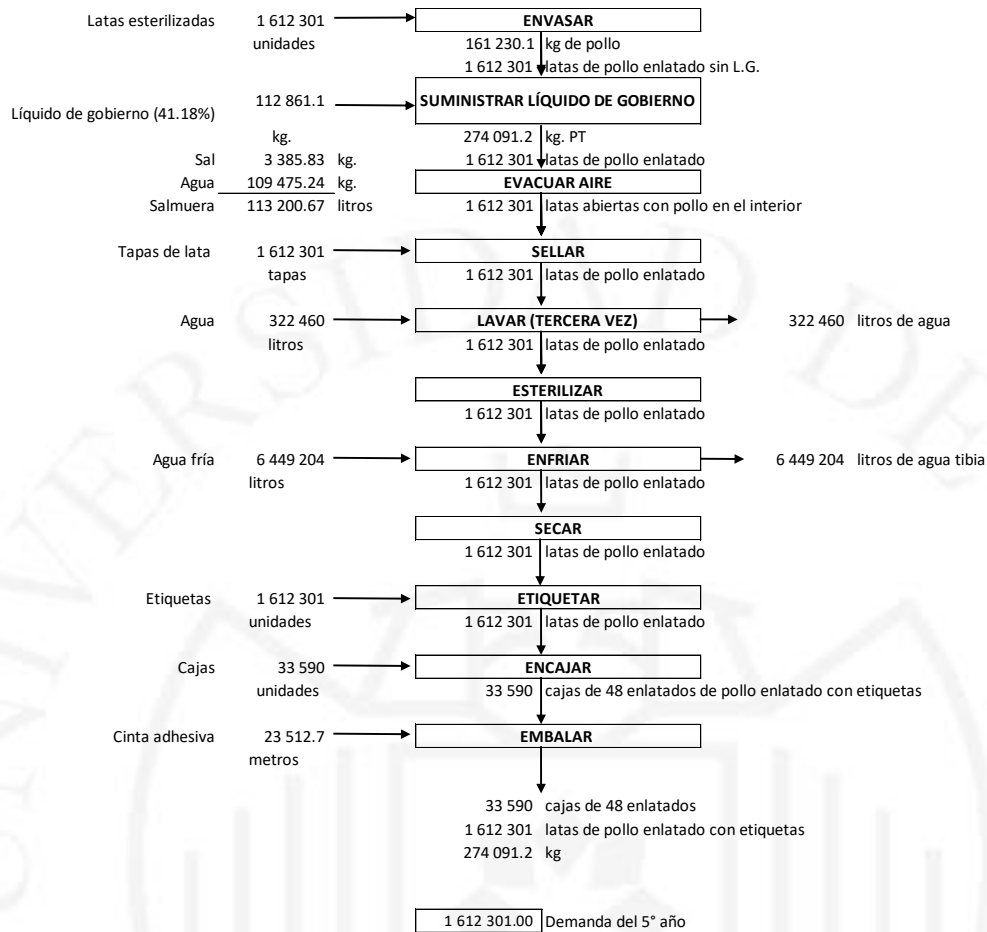 Latas esterilizadas 1 612 301 ENVASAR
unidades 161 230.1 kg de pollo
1 612 301 latas de pollo enlatado sin L.G.
Líquido de gobierno (41.18%) 112 861.1 SUMINISTRAR LÍQUIDO DE GOBIERNO
kg. 274 091.2 kg. PT
Sal 3 385.83 kg. 1 612 301 latas de pollo enlatado
Agua 109 475.24 kg. EVACUAR AIRE
Salmuera 113 200.67 litros 1 612 301 latas abiertas con pollo en el interior
Tapas de lata 1 612 301 SELLAR
tapas 1 612 301 latas de pollo enlatado
Agua 322 460 LAVAR (TERCERA VEZ) 322 460 litros de agua
litros 1 612 301 latas de pollo enlatado
ESTERILIZAR
1 612 301 latas de pollo enlatado
Agua fría 6 449 204 ENFRIAR 6 449 204 litros de agua tibia
litros 1 612 301 latas de pollo enlatado
SECAR
1 612 301 latas de pollo enlatado
Etiquetas 1 612 301 ETIQUETAR
unidades 1 612 301 latas de pollo enlatado
Cajas 33 590 ENCAJAR
unidades 33 590 cajas de 48 enlatados de pollo enlatado con etiquetas
Cinta adhesiva 23 512.7 EMBALAR
metros
33 590 cajas de 48 enlatados
1 612 301 latas de pollo enlatado con etiquetas
274 091.2 kg
1 612 301.00 Demanda del 5° año
UNIVERSIDAD DE